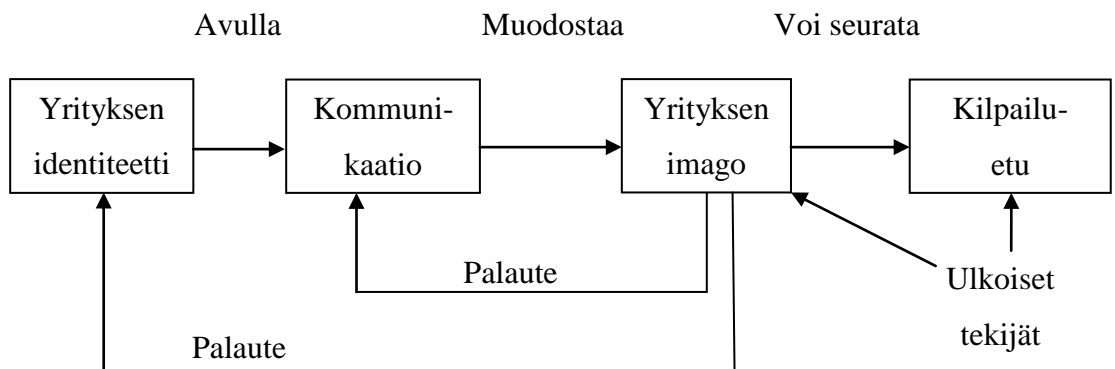 Avulla
Muodostaa
Voi seurata
Yrityksen
identiteetti
Kommuni-
kaatio
Yrityksen
imago
Kilpailu-
etu
Palaute
Ulkoiset
tekijät
Palaute